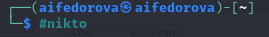 ┌──(aifedorova㉿aifedorova)-[~]
└─$ #nikto